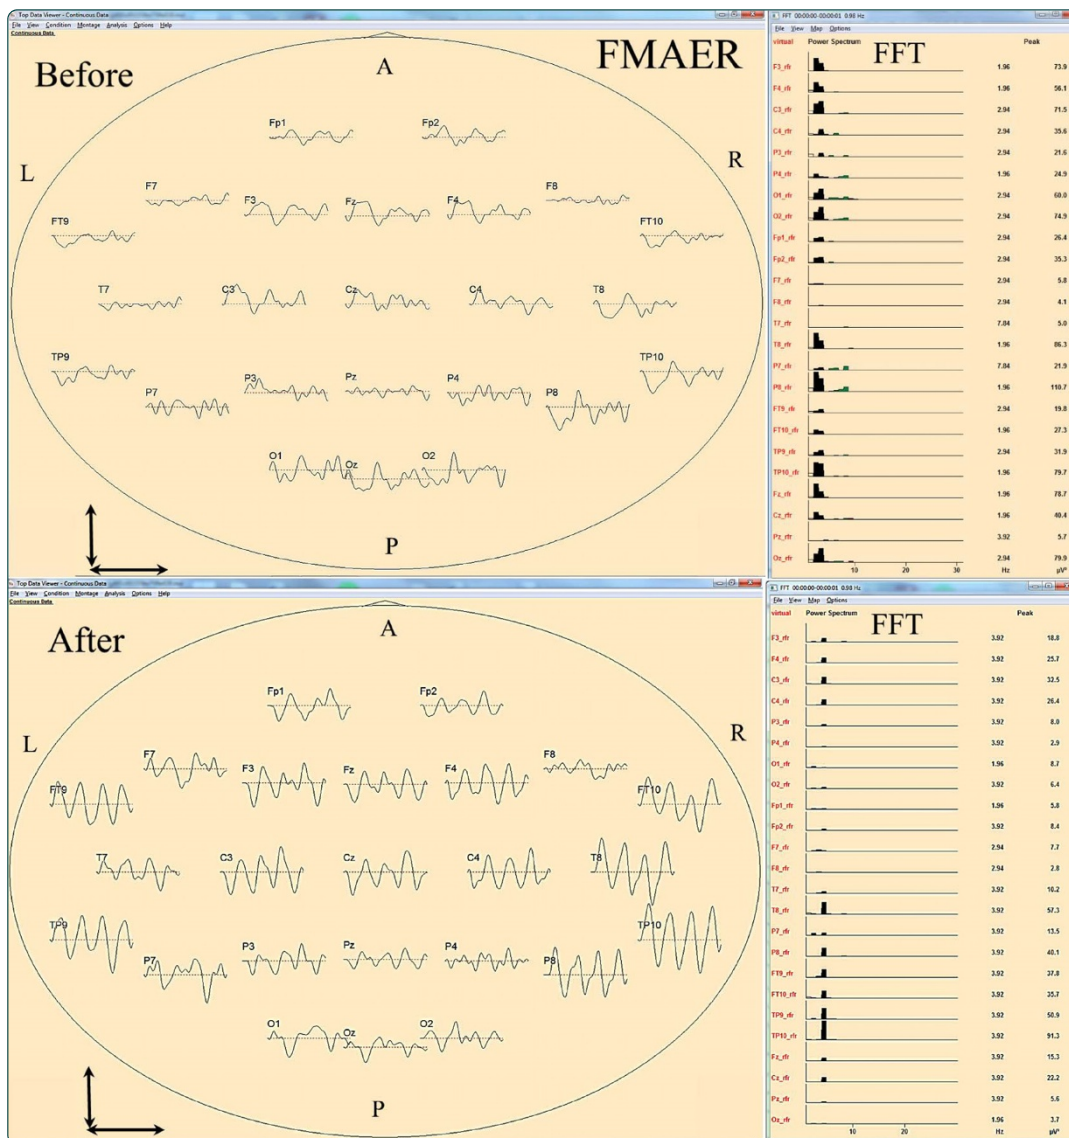 Top Data Viewer - Continuous Data
File View Condition Montage Analysis Options Help
Continuous Data
Before
A
FMAER
Fp1 Fp2
L R
F7 F3 Fz F4 F8
FT9 FT10
T7 C3 Cz C4 T8
TP9 TP10
P7 P3 Pz P4 P8
O1 Oz O2
P
FFT 00:00:00-00:00:01 0.98 Hz
File View Map Options
virtual Power Spectrum Peak
FFT
F3_rfr 1.96 73.9
F4_rfr 1.96 56.1
C3_rfr 2.94 71.5
C4_rfr 2.94 35.6
P3_rfr 2.94 21.6
P4_rfr 1.96 24.9
O1_rfr 2.94 60.0
O2_rfr 2.94 74.9
Fp1_rfr 2.94 26.4
Fp2_rfr 2.94 35.3
F7_rfr 2.94 5.8
F8_rfr 2.94 4.1
T7_rfr 7.84 5.0
T8_rfr 1.96 86.3
P7_rfr 7.84 21.9
P8_rfr 1.96 110.7
FT9_rfr 2.94 19.8
FT10_rfr 1.96 27.3
TP9_rfr 2.94 31.9
TP10_rfr 1.96 79.7
Fz_rfr 1.96 78.7
Cz_rfr 1.96 40.4
Pz_rfr 3.92 5.7
Oz_rfr 2.94 79.9
10 20 30 Hz µV²
Top Data Viewer - Continuous Data
File View Condition Montage Analysis Options Help
Continuous Data
After
A
Fp1 Fp2
L R
F7 F3 Fz F4 F8
FT9 FT10
T7 C3 Cz C4 T8
TP9 TP10
P7 P3 Pz P4 P8
O1 Oz O2
P
FFT 00:00:00-00:00:01 0.98 Hz
File View Map Options
virtual Power Spectrum Peak
FFT
F3_rfr 3.92 18.8
F4_rfr 3.92 25.7
C3_rfr 3.92 32.5
C4_rfr 3.92 26.4
P3_rfr 3.92 8.0
P4_rfr 3.92 2.9
O1_rfr 1.96 8.7
O2_rfr 3.92 6.4
Fp1_rfr 1.96 5.8
Fp2_rfr 3.92 8.4
F7_rfr 2.94 7.7
F8_rfr 2.94 2.8
T7_rfr 3.92 10.2
T8_rfr 3.92 57.3
P7_rfr 3.92 13.5
P8_rfr 3.92 40.1
FT9_rfr 3.92 37.8
FT10_rfr 3.92 35.7
TP9_rfr 3.92 50.9
TP10_rfr 3.92 91.3
Fz_rfr 3.92 15.3
Cz_rfr 3.92 22.2
Pz_rfr 3.92 5.6
Oz_rfr 1.96 3.7
10 20 Hz µV²